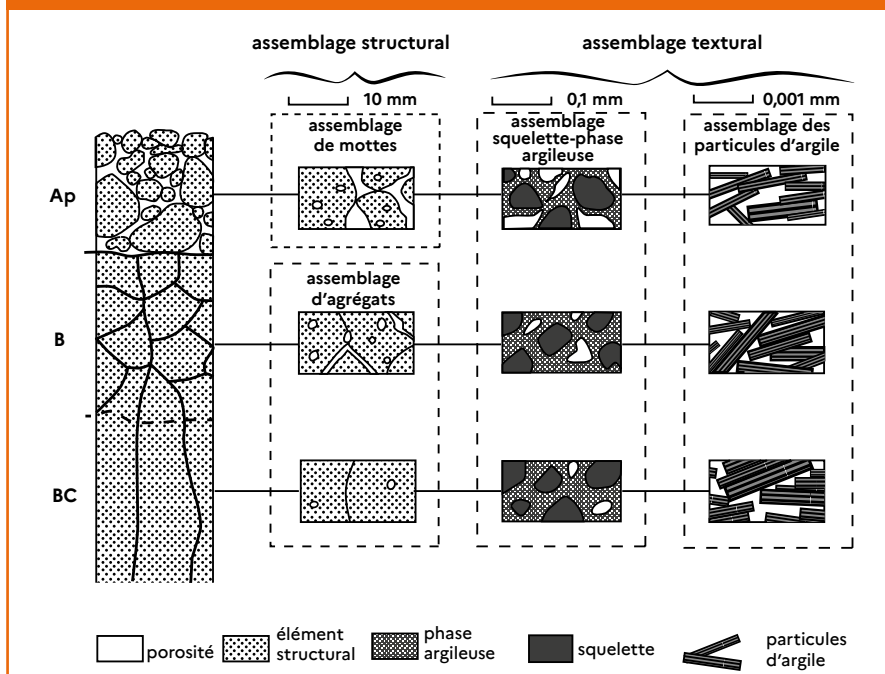 assemblage structural
assemblage textural
10 mm
0,1 mm
0,001 mm
assemblage
de mottes
assemblage
squelette-phase
argileuse
assemblage des
particules d'argile
Ap
assemblage
d'agrégats
B
BC
porosité
élément
structural
phase
argileuse
squelette
particules
d'argile